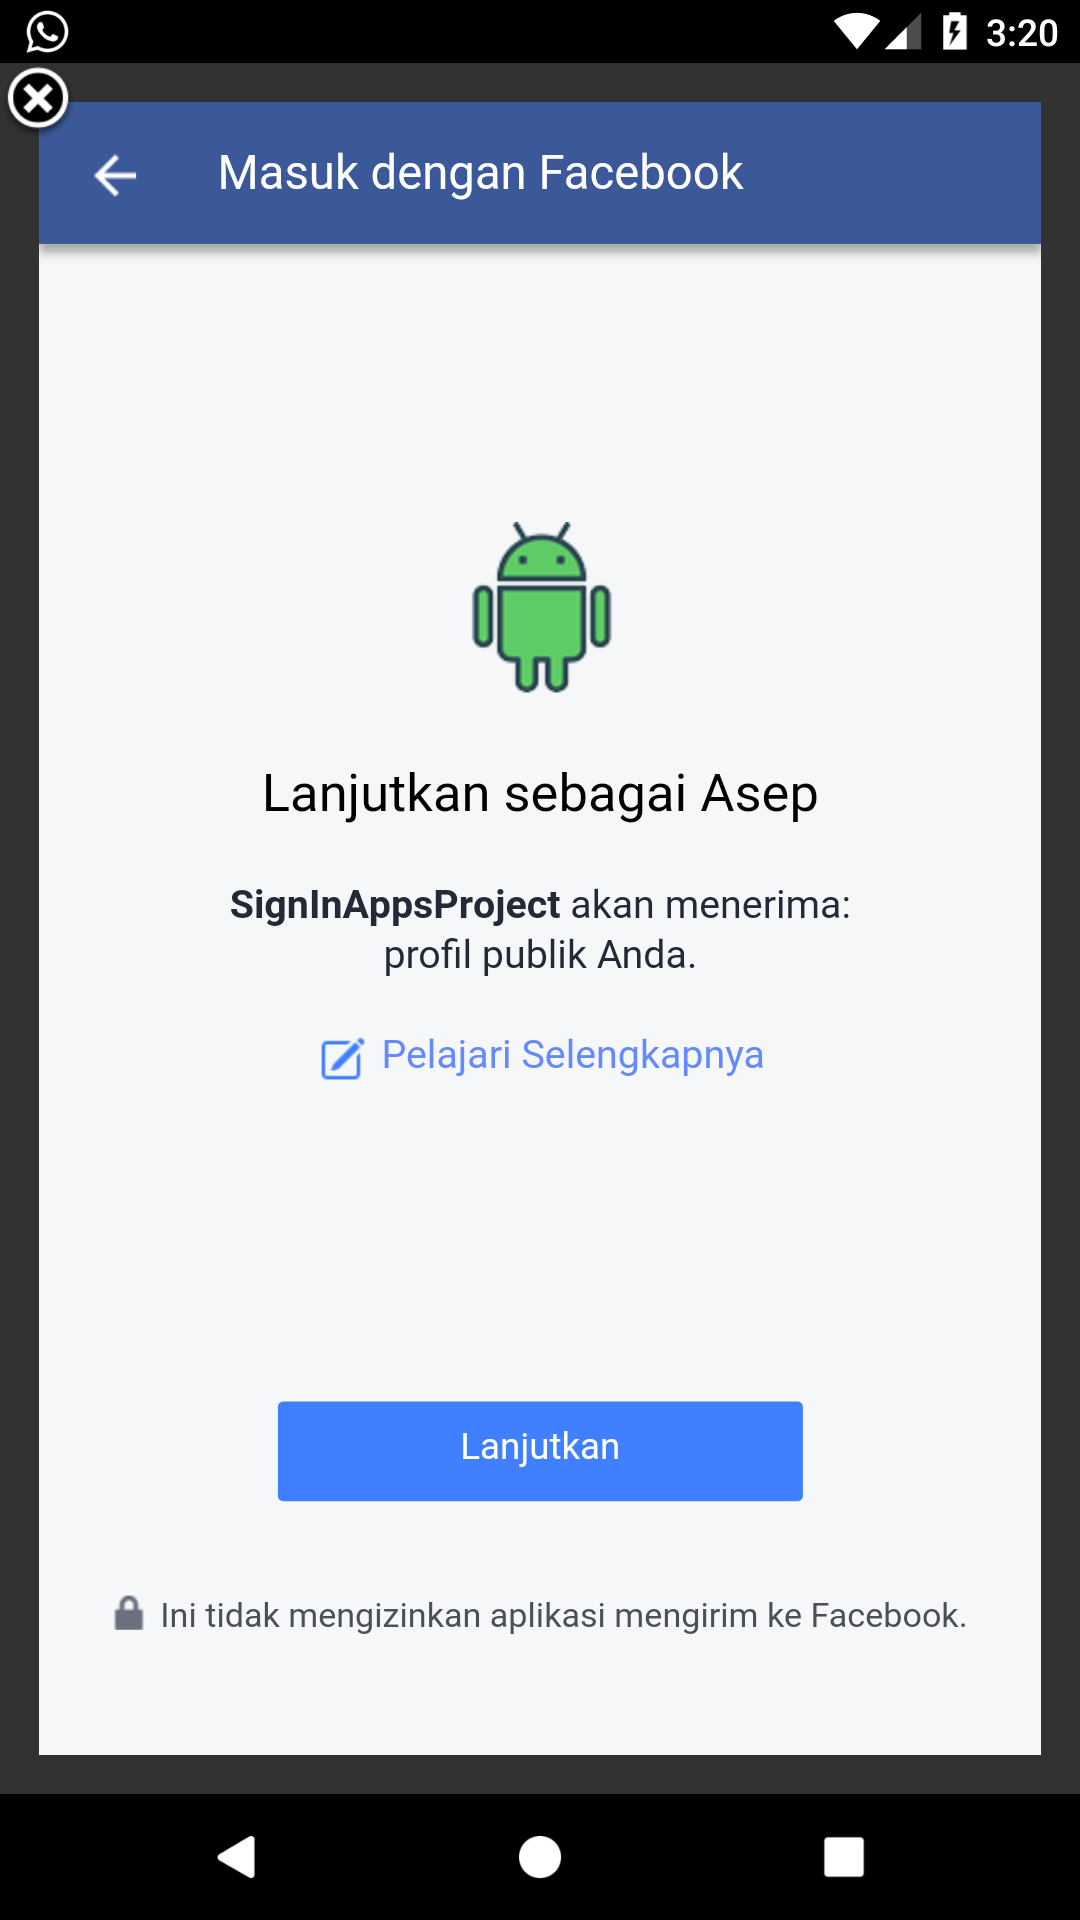 3:20
Masuk dengan Facebook
Lanjutkan sebagai Asep
SignInAppsProject akan menerima:
profil publik Anda.
Pelajari Selengkapnya
Lanjutkan
Ini tidak mengizinkan aplikasi mengirim ke Facebook.